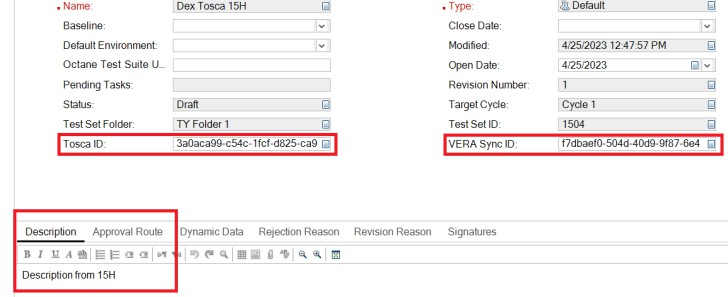 Name: Dex Tosca 15H Type: Default
Baseline: Close Date:
Default Environment: Modified: 4/25/2023 12:47:57 PM
Octane Test Suite U... Open Date: 4/25/2023
Pending Tasks: Revision Number: 1
Status: Draft Target Cycle: Cycle 1
Test Set Folder: TY Folder 1 Test Set ID: 1504
Tosca ID: 3a0aca99-c54c-1fcf-d825-ca9 VERA Sync ID: f7dbaef0-504d-40d9-9f87-6e4
Description Approval Route Dynamic Data Rejection Reason Revision Reason Signatures
B I U A ab
Description from 15H